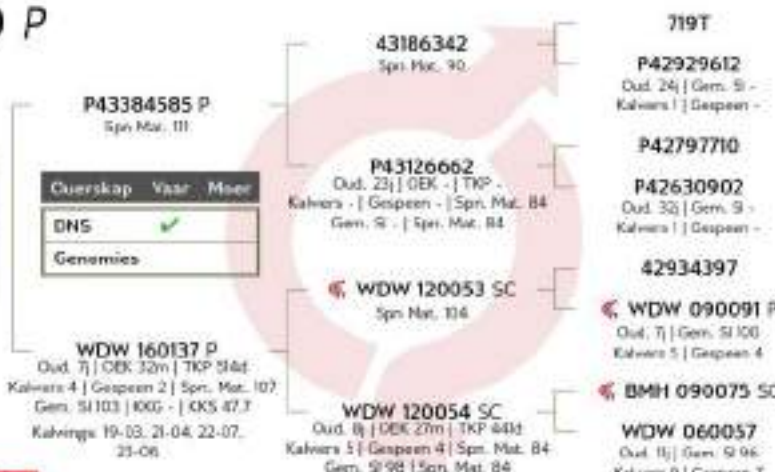 P
P43384585 P
Spn Mat. 111
Ouerskap Vaar Moer
DNS ✓
Genomies
WDW 160137 P
Oud. 7j | OEK 32m | TKP 514d
Kalwers 4 | Gespeen 2 | Spn. Mat. 107
Gem. SI 103 | KKG - | KKS 47.7
Kalwings: 19-03, 21-04, 22-07,
23-06
43186342
Spn Mat. 90
P43126662
Oud. 23j | OEK - | TKP -
Kalwers - | Gespeen - | Spn. Mat. 84
Gem. SI - | Spn. Mat. 84
WDW 120053 SC
Spn Mat. 104
WDW 120054 SC
Oud. 8j | OEK 27m | TKP 441d
Kalwers 5 | Gespeen 4 | Spn. Mat. 84
Gem. SI 98 | Spn. Mat. 84
719T
P42929612
Oud. 24j | Gem. SI -
Kalwers 1 | Gespeen -
P42797710
P42630902
Oud. 32j | Gem. SI -
Kalwers 1 | Gespeen -
42934397
WDW 090091 P
Oud. 7j | Gem. SI 100
Kalwers 5 | Gespeen 4
BMH 090075 SC
WDW 060057
Oud. 11j | Gem. SI 96